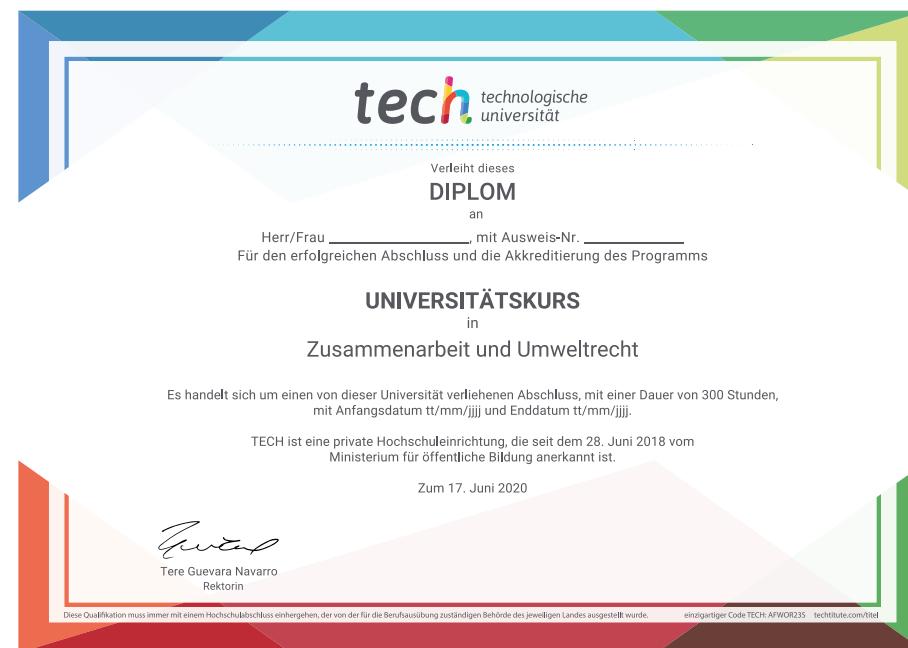 tech technologische
universität
Verleiht dieses
DIPLOM
an
Herr/Frau ____________________, mit Ausweis-Nr. ______________
Für den erfolgreichen Abschluss und die Akkreditierung des Programms
UNIVERSITÄTSKURS
in
Zusammenarbeit und Umweltrecht
Es handelt sich um einen von dieser Universität verliehenen Abschluss, mit einer Dauer von 300 Stunden,
mit Anfangsdatum tt/mm/jjjj und Enddatum tt/mm/jjjj.
TECH ist eine private Hochschuleinrichtung, die seit dem 28. Juni 2018 vom
Ministerium für öffentliche Bildung anerkannt ist.
Zum 17. Juni 2020
Tere Guevara Navarro
Rektorin
Diese Qualifikation muss immer mit einem Hochschulabschluss einhergehen, der von der für die Berufsausübung zuständigen Behörde des jeweiligen Landes ausgestellt wurde. einzigartiger Code TECH: AFWOR235 techtitute.com/titel